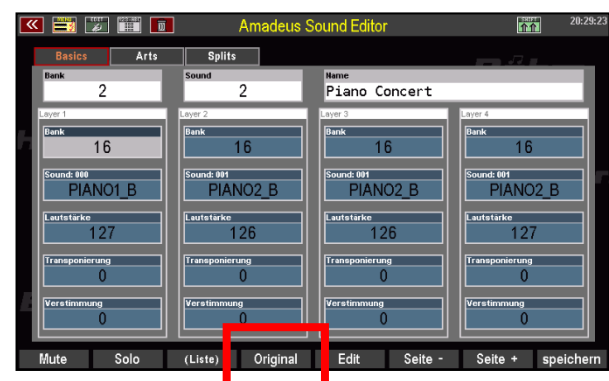 Amadeus Sound Editor
20:29:23
Basics Arts Splits
Bank Sound Name
2 2 Piano Concert
Layer 1 Layer 2 Layer 3 Layer 4
Bank Bank Bank Bank
16 16 16 16
Sound: 000 Sound: 001 Sound: 001 Sound: 001
PIANO1_B PIANO2_B PIANO2_B PIANO2_B
Lautstärke Lautstärke Lautstärke Lautstärke
127 126 126 127
Transponierung Transponierung Transponierung Transponierung
0 0 0 0
Verstimmung Verstimmung Verstimmung Verstimmung
0 0 0 0
Mute Solo (Liste) Original Edit Seite - Seite + speichern